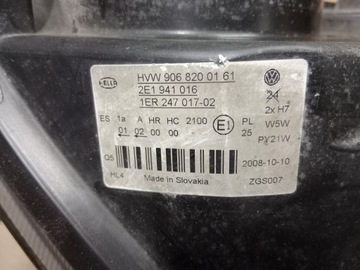 HELLA
HVW 906 820 01 61
2E1 941 016
1ER 247 017-02
24
2x H7
W5W
PY21W
ES 1a A HR HC 2100 E1 PL
01 02 00 00 25
Q5
2008-10-10
HL4 Made in Slovakia
ZGS007